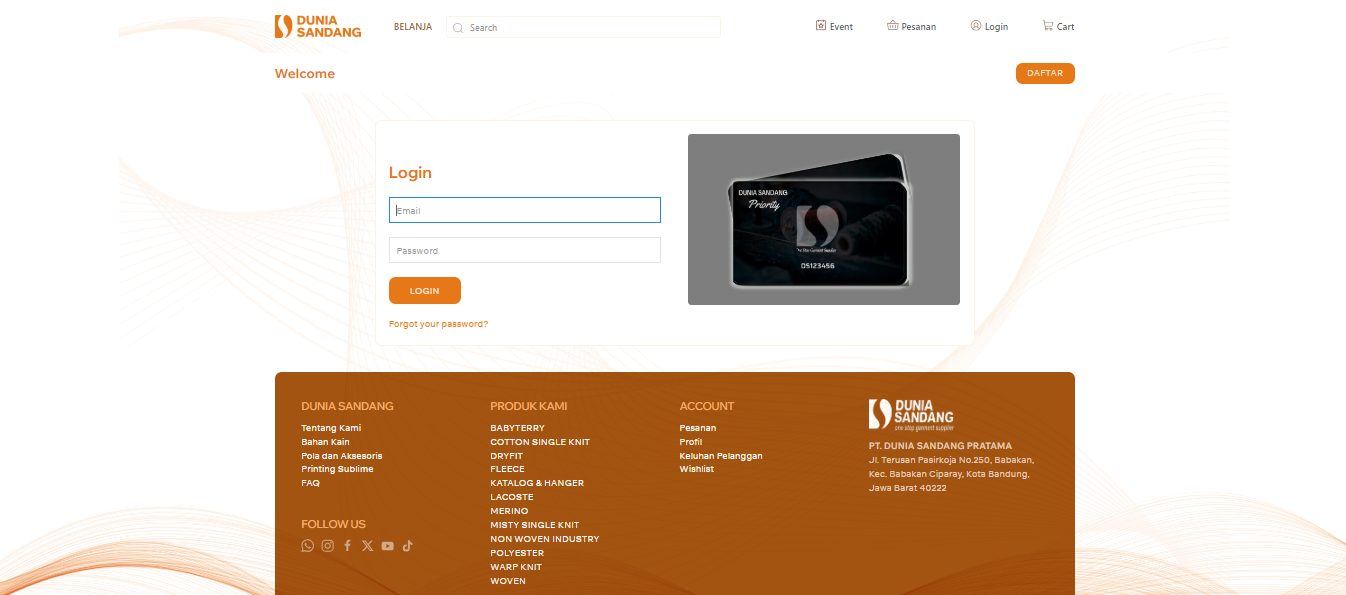 DUNIA
SANDANG
BELANJA
Search
Event
Pesanan
Login
Cart
Welcome
DAFTAR
Login
Email
Password
LOGIN
Forgot your password?
DUNIA SANDANG
Priority
The One Stop Garment Supplier
DS123456
DUNIA SANDANG
Tentang Kami
Bahan Kain
Pola dan Aksesoris
Printing Sublime
FAQ
FOLLOW US
PRODUK KAMI
BABYTERRY
COTTON SINGLE KNIT
DRYFIT
FLEECE
KATALOG & HANGER
LACOSTE
MERINO
MISTY SINGLE KNIT
NON WOVEN INDUSTRY
POLYESTER
WARP KNIT
WOVEN
ACCOUNT
Pesanan
Profil
Keluhan Pelanggan
Wishlist
DUNIA
SANDANG
one stop garment supplier
PT. DUNIA SANDANG PRATAMA
Jl. Terusan Pasirkoja No.250, Babakan,
Kec. Babakan Ciparay, Kota Bandung,
Jawa Barat 40222